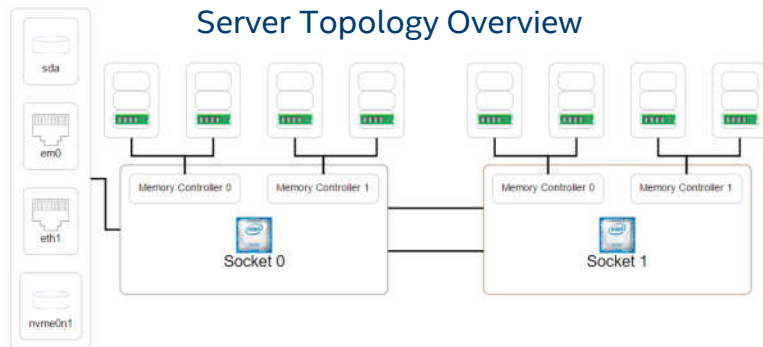 Server Topology Overview
sda
em0
eth1
nvme0n1
Memory Controller 0
Memory Controller 1
Socket 0
Memory Controller 0
Memory Controller 1
Socket 1